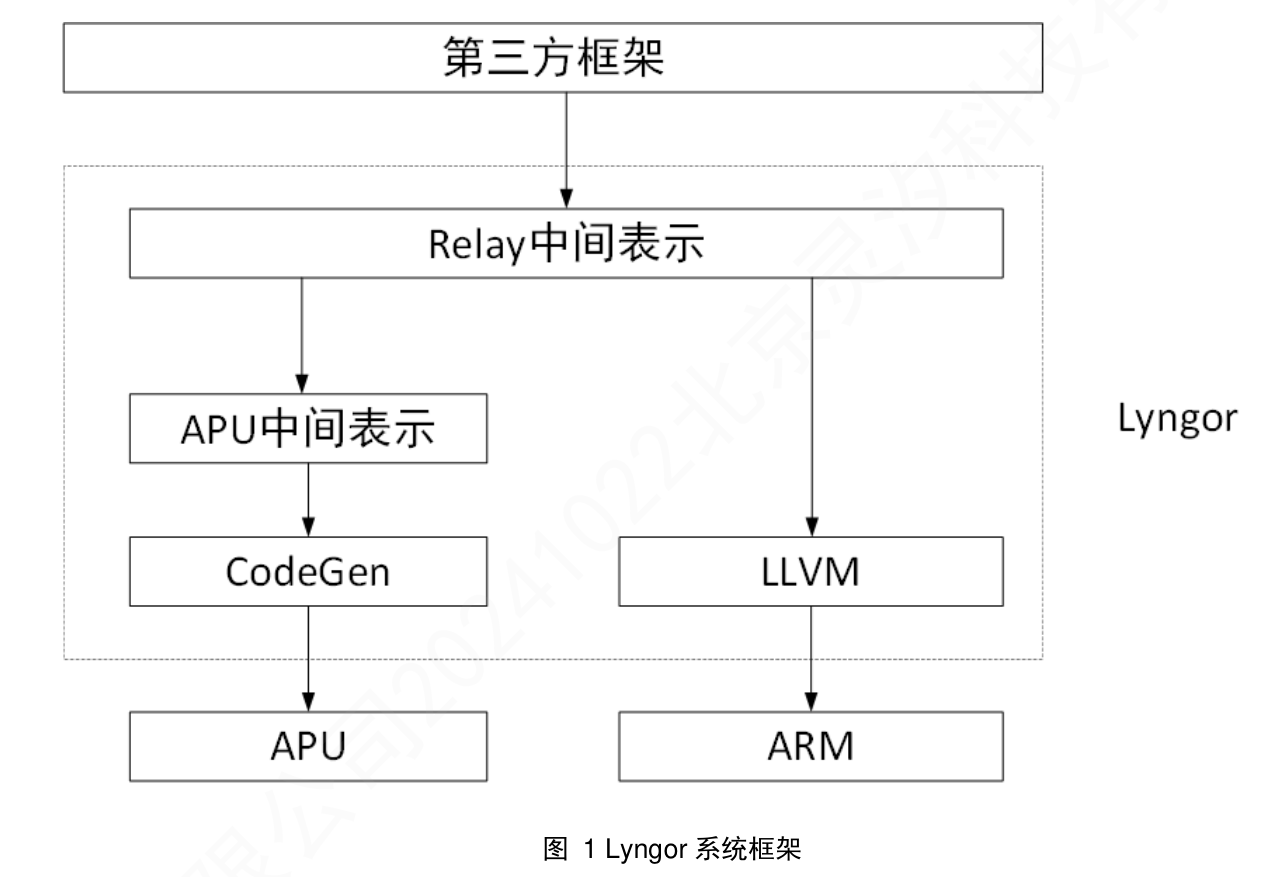 第三方框架
Relay中间表示
APU中间表示
Lyngor
CodeGen
LLVM
APU
ARM
图 1 Lyngor 系统框架
限公司20241022北京灵汐科技有